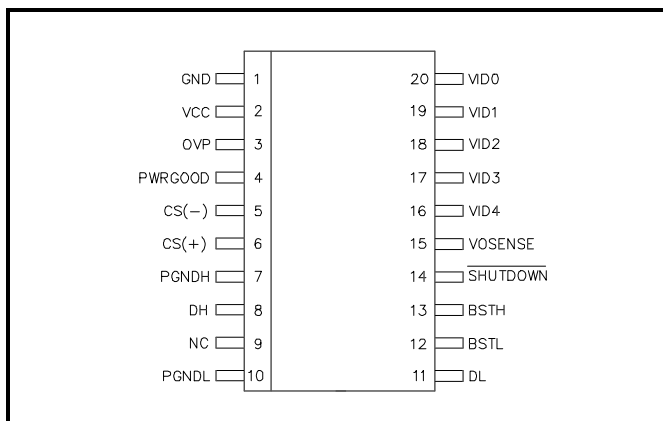 GND 1 20 VID0
VCC 2 19 VID1
OVP 3 18 VID2
PWRGOOD 4 17 VID3
CS(−) 5 16 VID4
CS(+) 6 15 VOSENSE
PGNDH 7 14 SHUTDOWN
DH 8 13 BSTH
NC 9 12 BSTL
PGNDL 10 11 DL